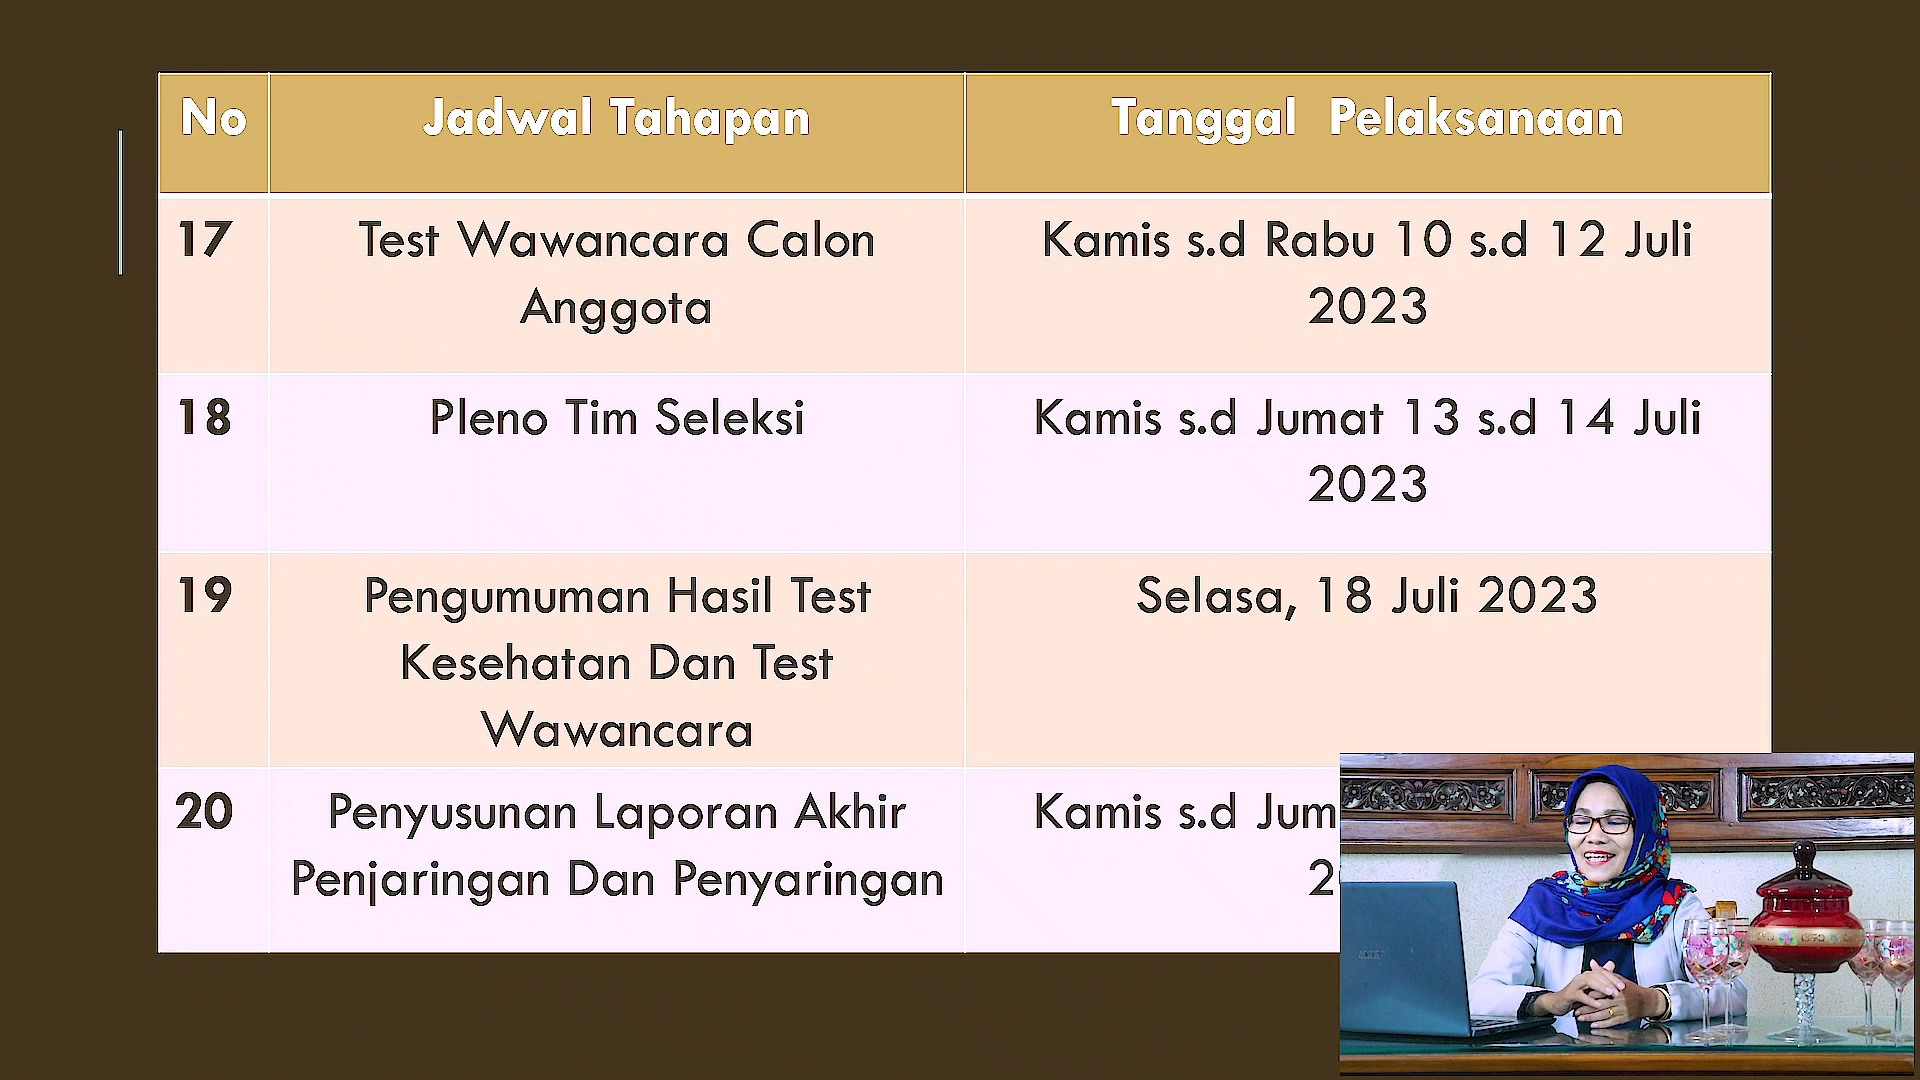 No Jadwal Tahapan Tanggal Pelaksanaan
17 Test Wawancara Calon Kamis s.d Rabu 10 s.d 12 Juli
Anggota 2023
18 Pleno Tim Seleksi Kamis s.d Jumat 13 s.d 14 Juli
2023
19 Pengumuman Hasil Test Selasa, 18 Juli 2023
Kesehatan Dan Test
Wawancara
20 Penyusunan Laporan Akhir Kamis s.d
Penjaringan Dan Penyaringan